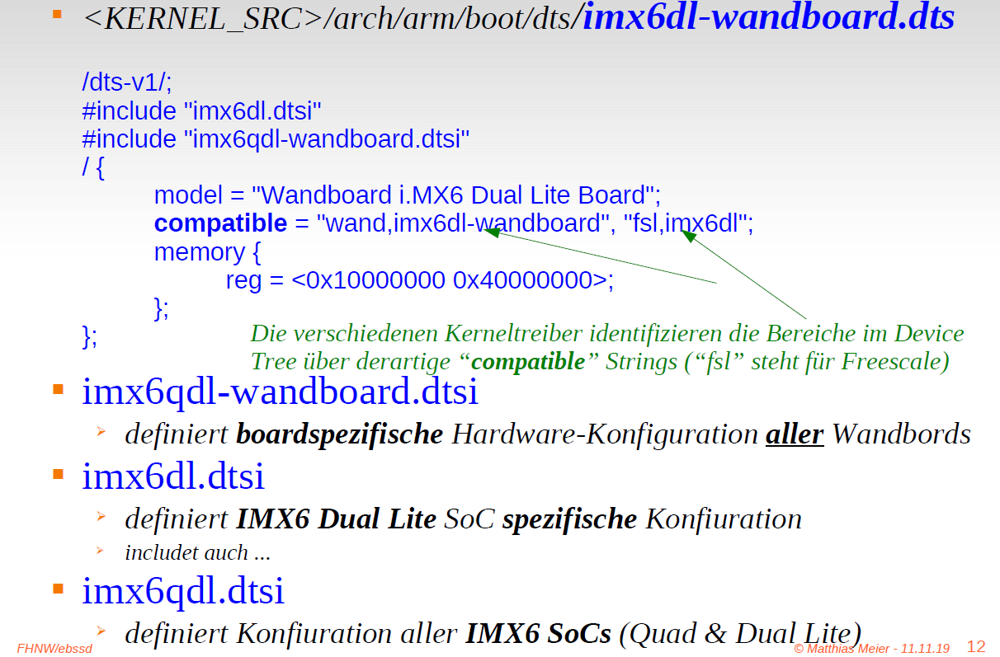 <KERNEL_SRC>/arch/arm/boot/dts/imx6dl-wandboard.dts
/dts-v1/;
#include "imx6dl.dtsi"
#include "imx6qdl-wandboard.dtsi"
/ {
model = "Wandboard i.MX6 Dual Lite Board";
compatible = "wand,imx6dl-wandboard", "fsl,imx6dl";
memory {
reg = <0x10000000 0x40000000>;
};
};
Die verschiedenen Kerneltreiber identifizieren die Bereiche im Device
Tree über derartige “compatible” Strings (“fsl” steht für Freescale)
imx6qdl-wandboard.dtsi
definiert boardspezifische Hardware-Konfiguration aller Wandbords
imx6dl.dtsi
definiert IMX6 Dual Lite SoC spezifische Konfiuration
includet auch ...
imx6qdl.dtsi
definiert Konfiuration aller IMX6 SoCs (Quad & Dual Lite)
FHNW/ebssd
© Matthias Meier - 11.11.19 12